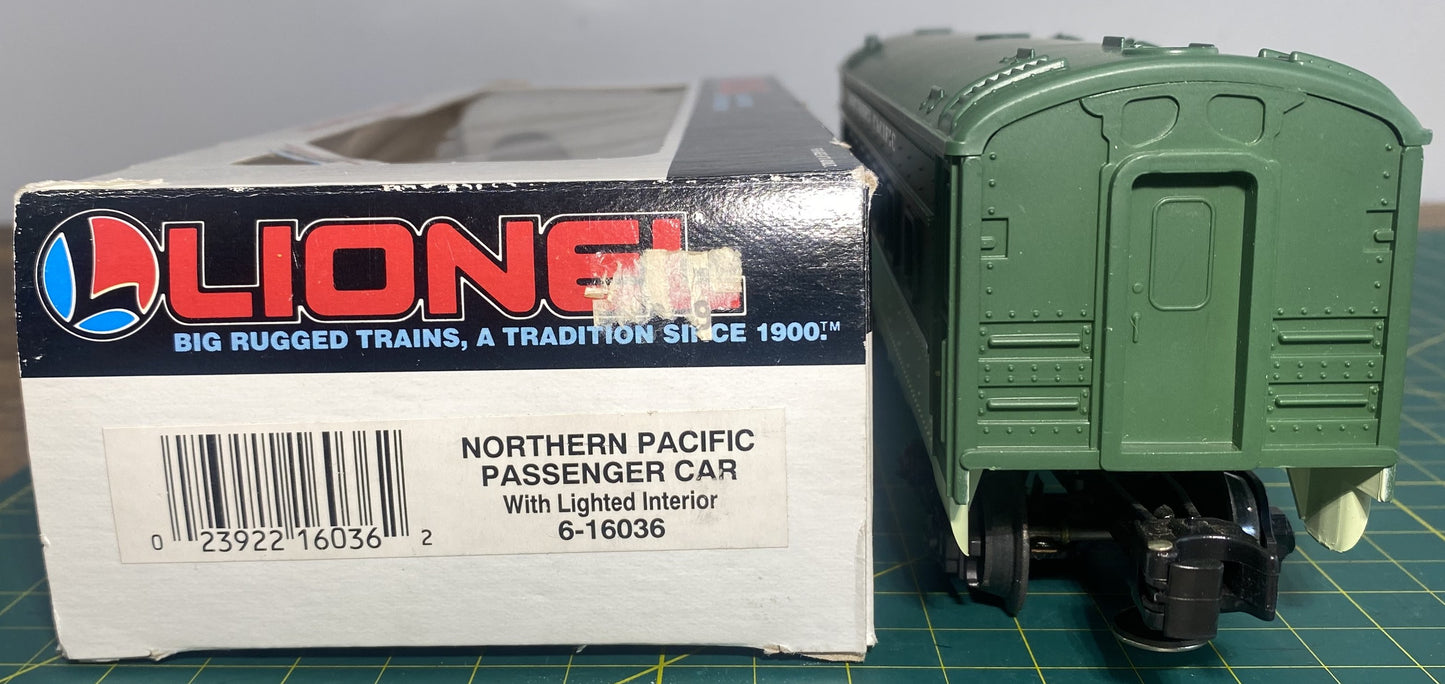 LIONEL
BIG RUGGED TRAINS, A TRADITION SINCE 1900.™
NORTHERN PACIFIC
PASSENGER CAR
With Lighted Interior
6-16036
0 23922 16036 2
PACIFIC